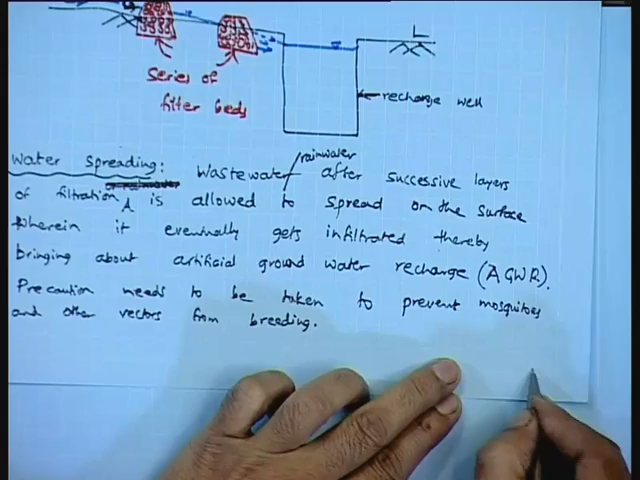 series of
filter beds
recharge well
rainwater
Water Spreading: Wastewater / after successive layers
of filtration is allowed to spread on the surface
wherein it eventually gets infiltrated thereby
bringing about artificial ground water recharge (AGWR).
Precaution needs to be taken to prevent mosquitoes
and other vectors from breeding.